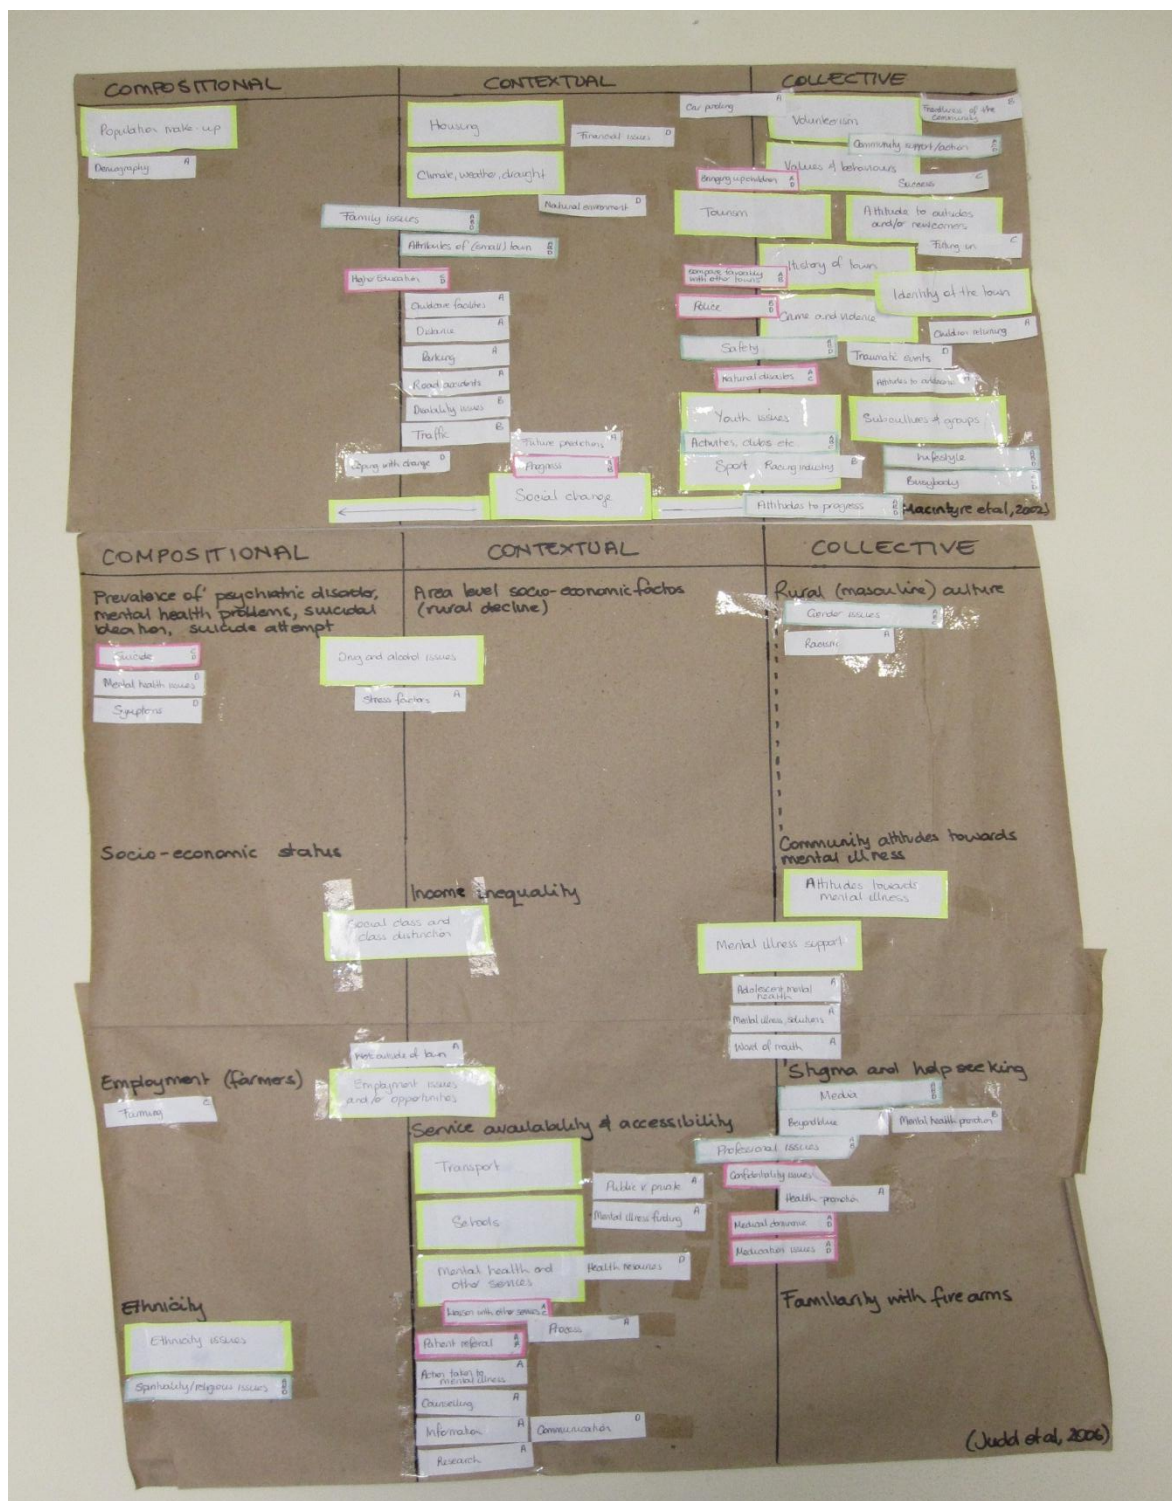 COMPOSITIONAL
CONTEXTUAL
COLLECTIVE
Population make-up
Demography A
Housing
Financial issues D
Climate, weather, drought
Natural environment D
Family issues A B D
Attributes of (small) town A B D
Higher Education
Outside facilities A
Distance A
Parking A
Road accidents A
Disability issues B
Traffic B
Coping with change D
Future predictions A
Progress
Social change
Car pooling A
Volunteerism
Friendliness of the
community B
Community support/action
Values & behaviours
Bringing up children A D
Success C
Tourism
Attitude to outsiders
and/or newcomers
Fitting in C
History of town
Compare favourably
with other towns A B
Identity of the town
Police B D
Crime and violence
Children returning A
Safety
Traumatic events D
Natural disasters A C
Attitudes to
Youth issues
Subcultures & groups
Activities, clubs etc
Sport
Racing industry B
Lifestyle
Busybody
Attitudes to progress A B D
(Macintyre et al, 2002)
COMPOSITIONAL
CONTEXTUAL
COLLECTIVE
Prevalence of psychiatric disorder,
mental health problems, suicidal
ideation, suicide attempt
Suicide C D
Mental health issues D
Symptoms D
Area level socio-economic factors
(rural decline)
Drug and alcohol issues
Stress factors A
Rural (masculine) culture
Gender issues
Racism A
Socio-economic status
Income inequality
Social class and
class distinction
Community attitudes towards
mental illness
Attitudes towards
mental illness
Mental illness support
Adolescent mental
health A
Mental illness, solutions A
Word of mouth A
Employment (farmers)
Farming C
Work outside of town A
Employment issues
and/or opportunities
Service availability & accessibility
Transport
Public v private A
Schools
Mental illness funding A
Mental health and
other services
Health resources D
Liaison with other services A C
Process A
Patient referral
Action taken to
mental illness A
Counselling A
Information A
Communication D
Research A
Stigma and help seeking
Media
Beyondblue
Mental health promotion B
Professional issues A B
Confidentiality issues
Health promotion A
Medical dominance A D
Medication issues A D
Familiarity with fire arms
Ethnicity
Ethnicity issues
Spirituality/religious issues
(Judd et al, 2006)